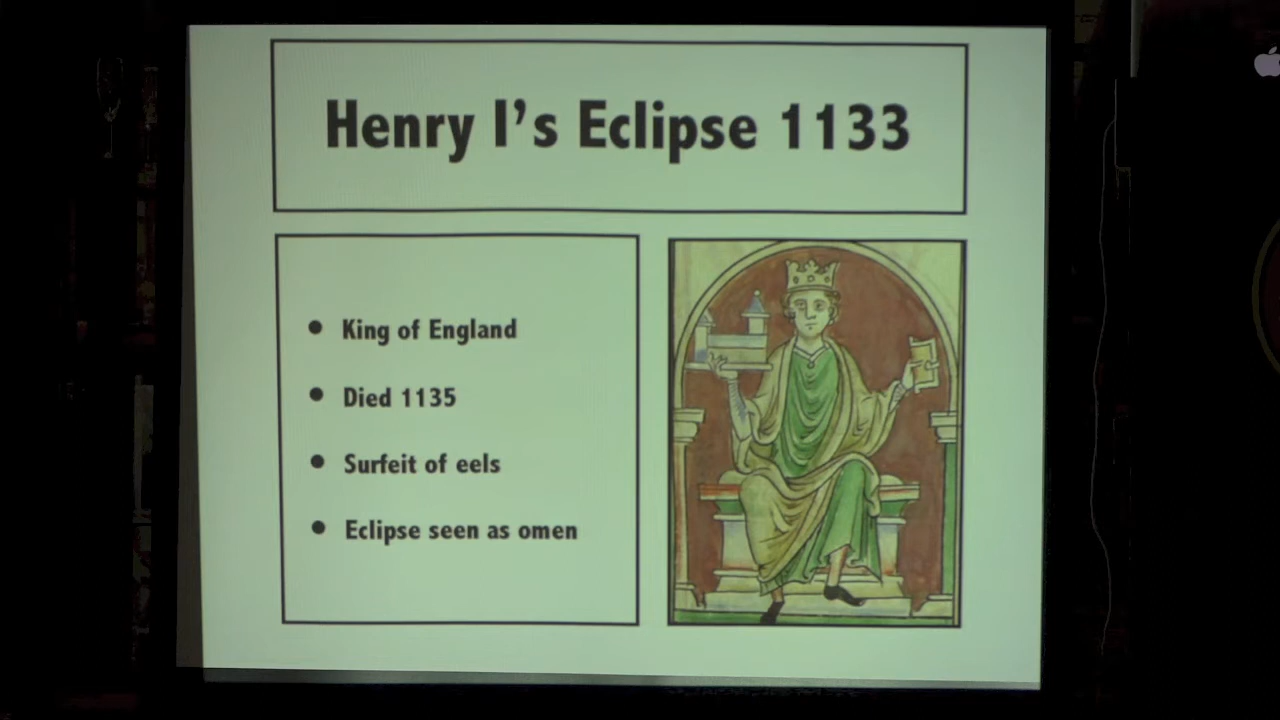 Henry I's Eclipse 1133
King of England
Died 1135
Surfeit of eels
Eclipse seen as omen